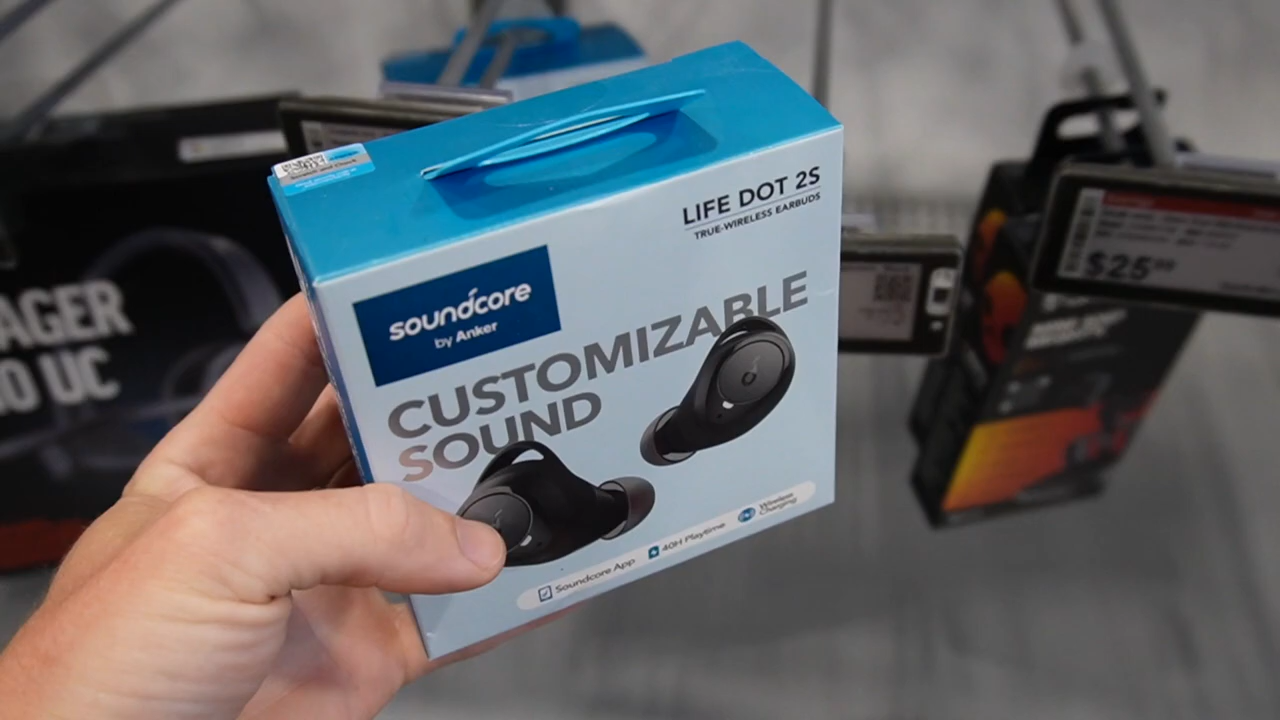 LIFE DOT 2S
TRUE-WIRELESS EARBUDS
soundcore
by Anker
CUSTOMIZABLE
SOUND
Soundcore App
40H Playtime
Wireless
Charging
AGER
UC
$25